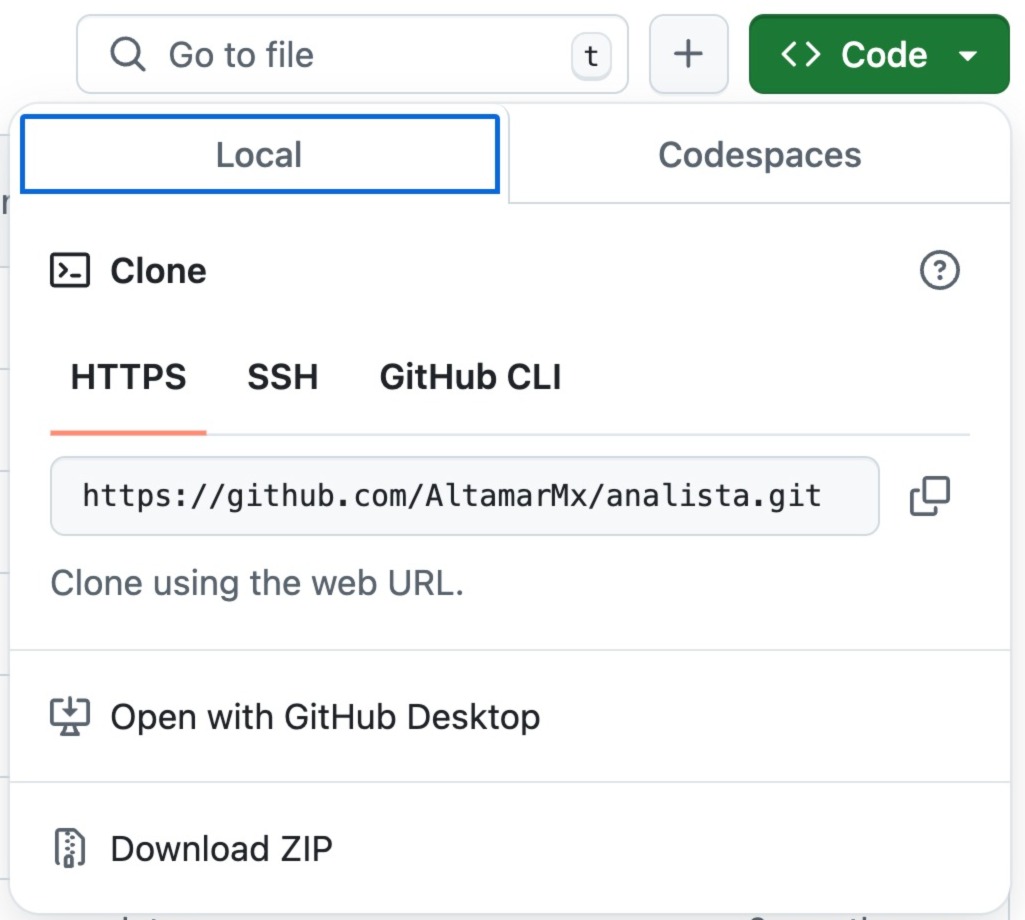 Go to file t + Code
Local Codespaces
Clone
HTTPS SSH GitHub CLI
https://github.com/AltamarMx/analista.git
Clone using the web URL.
Open with GitHub Desktop
Download ZIP